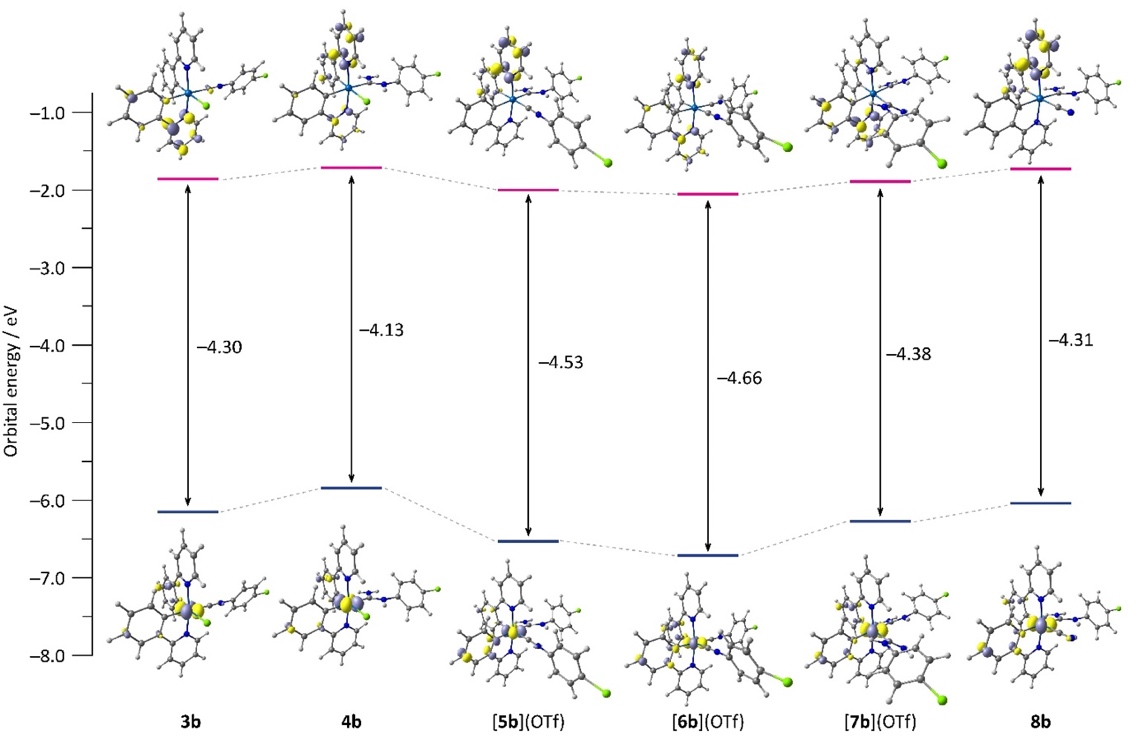 −1.0
−2.0
−3.0
−4.0
−5.0
−6.0
−7.0
−8.0
Orbital energy / eV
−4.30
−4.13
−4.53
−4.66
−4.38
−4.31
3b
4b
[5b](OTf)
[6b](OTf)
[7b](OTf)
8b